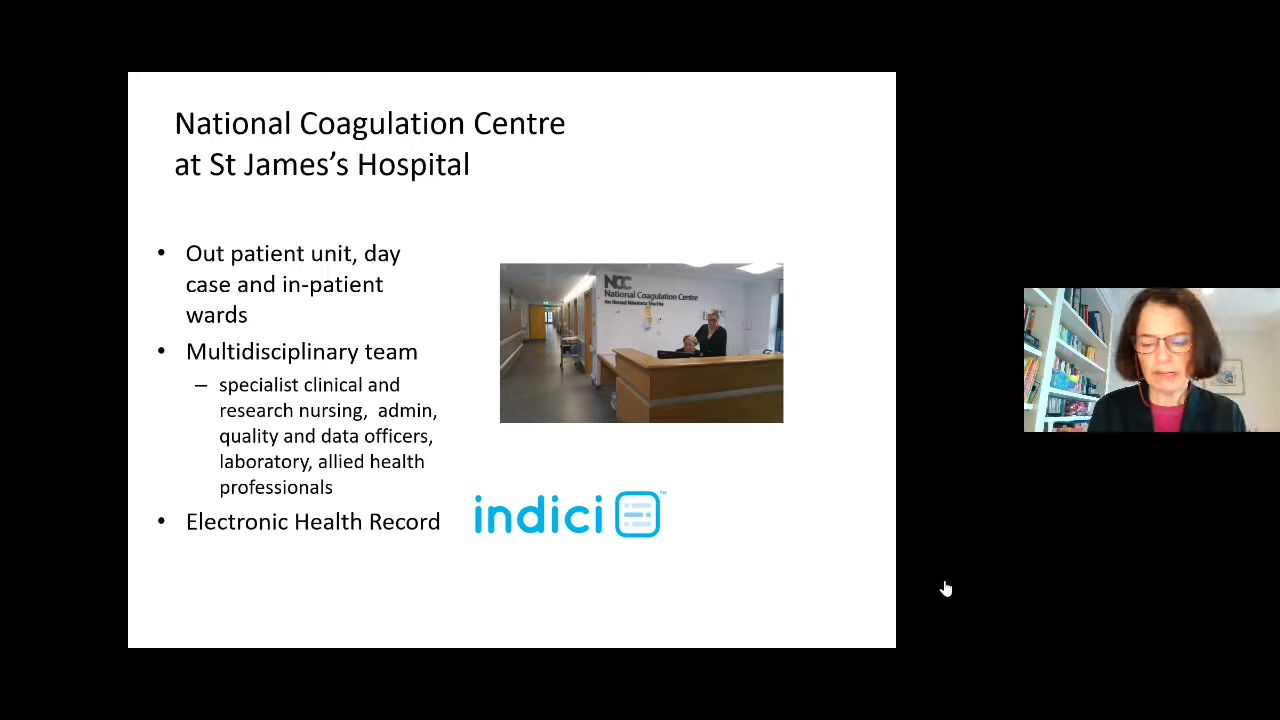 National Coagulation Centre
at St James’s Hospital
• Out patient unit, day
case and in-patient
wards
• Multidisciplinary team
– specialist clinical and
research nursing, admin,
quality and data officers,
laboratory, allied health
professionals
• Electronic Health Record
NCC
National Coagulation Centre
An tIonad Náisiúnta Téachta
indici™